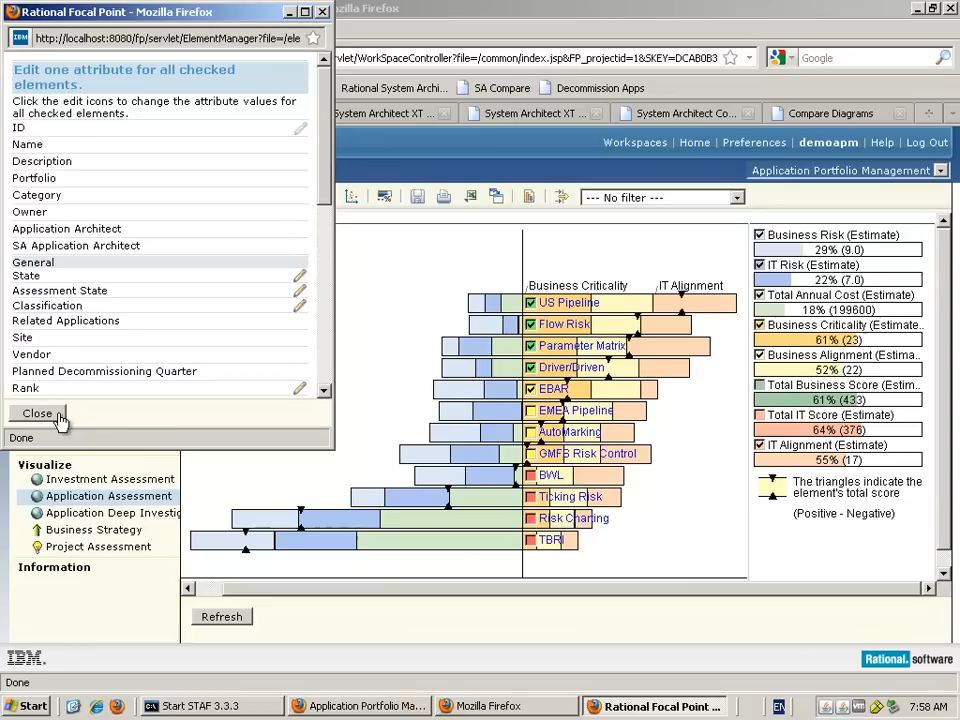 Rational Focal Point - Mozilla Firefox
http://localhost:8080/fp/servlet/ElementManager?file=/ele
Edit one attribute for all checked
elements.
Click the edit icons to change the attribute values for
all checked elements.
ID
Name
Description
Portfolio
Category
Owner
Application Architect
SA Application Architect
General
State
Assessment State
Classification
Related Applications
Site
Vendor
Planned Decommissioning Quarter
Rank
Close
Done
Mozilla Firefox
rvlet/WorkSpaceController?file=/common/index.jsp&FP_projectid=1&SKEY=DCAB0B3
Google
Rational System Archi...
SA Compare
Decommission Apps
System Architect XT ...
System Architect XT ...
System Architect Co...
Compare Diagrams
Workspaces | Home | Preferences | demoapm | Help | Log Out
Application Portfolio Management
--- No filter ---
Business Criticality
IT Alignment
US Pipeline
Flow Risk
Parameter Matrix
Driver/Driven
EBAR
EMEA Pipeline
AutoMarking
GMFS Risk Control
BWL
Ticking Risk
Risk Charting
TBRI
Business Risk (Estimate)
29% (9.0)
IT Risk (Estimate)
22% (7.0)
Total Annual Cost (Estimate)
18% (199600)
Business Criticality (Estimate..
61% (23)
Business Alignment (Estima..
52% (22)
Total Business Score (Estim..
61% (433)
Total IT Score (Estimate)
64% (376)
IT Alignment (Estimate)
55% (17)
The triangles indicate the
element's total score
(Positive - Negative)
Visualize
Investment Assessment
Application Assessment
Application Deep Investig
Business Strategy
Project Assessment
Information
Refresh
IBM.
Rational. software
Done
Start
Start STAF 3.3.3
Application Portfolio Ma...
Mozilla Firefox
Rational Focal Point ...
EN
7:58 AM